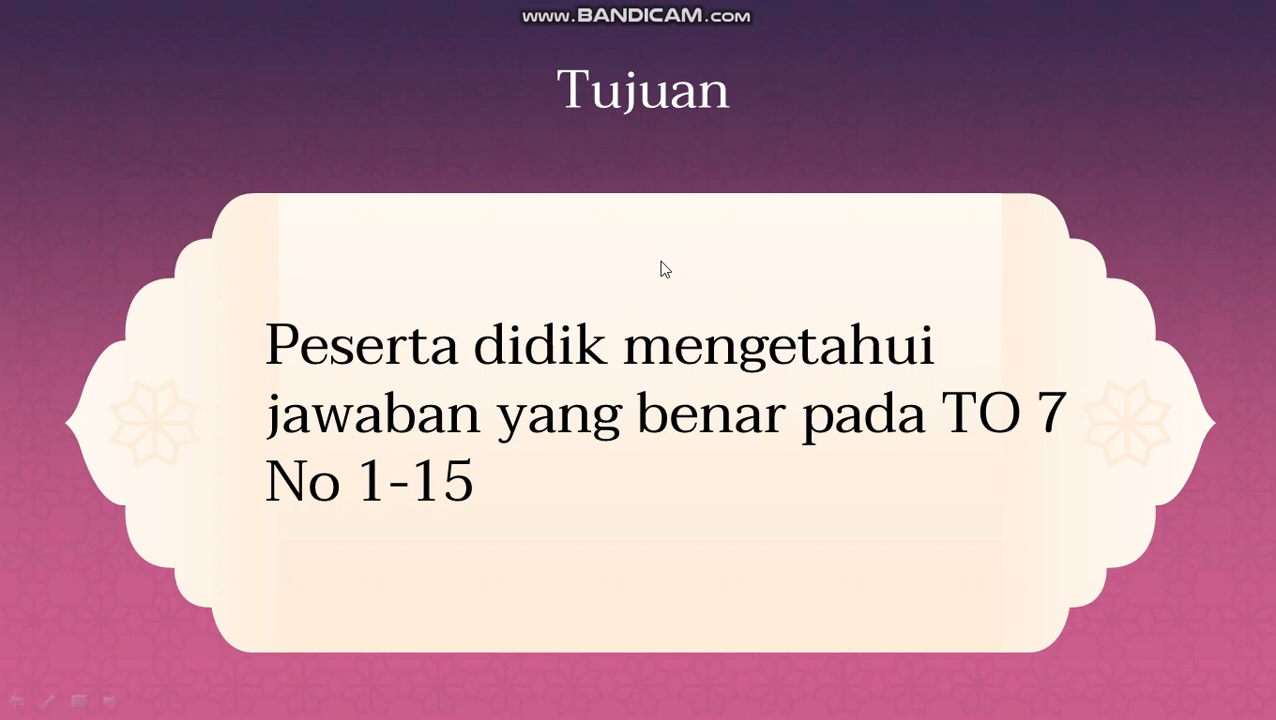 www.BANDICAM.com
Tujuan
Peserta didik mengetahui
jawaban yang benar pada TO 7
No 1-15